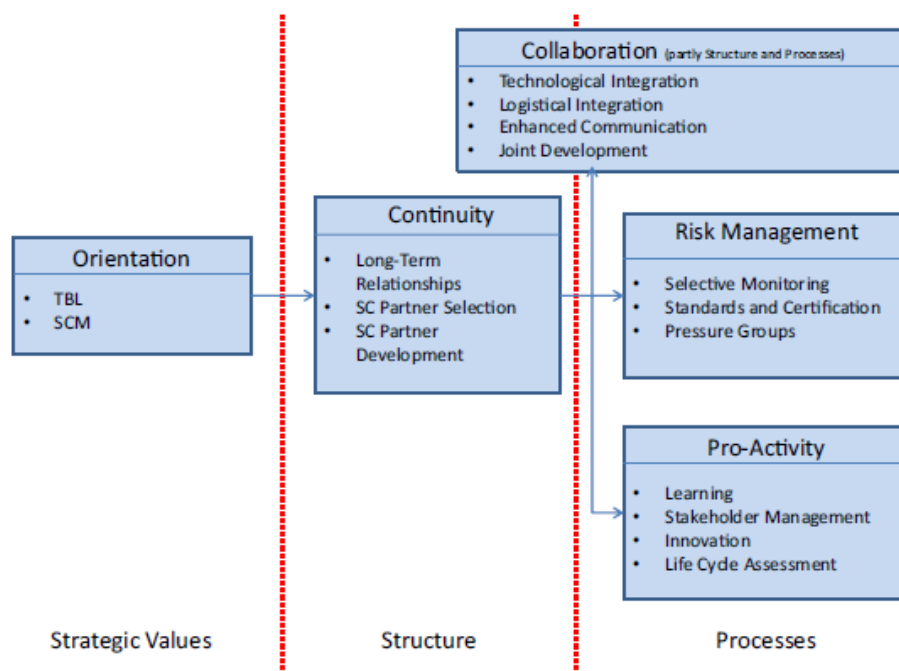 Collaboration (partly Structure and Processes)
• Technological Integration
• Logistical Integration
• Enhanced Communication
• Joint Development
Continuity
• Long-Term
Relationships
• SC Partner Selection
• SC Partner
Development
Risk Management
• Selective Monitoring
• Standards and Certification
• Pressure Groups
Orientation
• TBL
• SCM
Pro-Activity
• Learning
• Stakeholder Management
• Innovation
• Life Cycle Assessment
Strategic Values
Structure
Processes